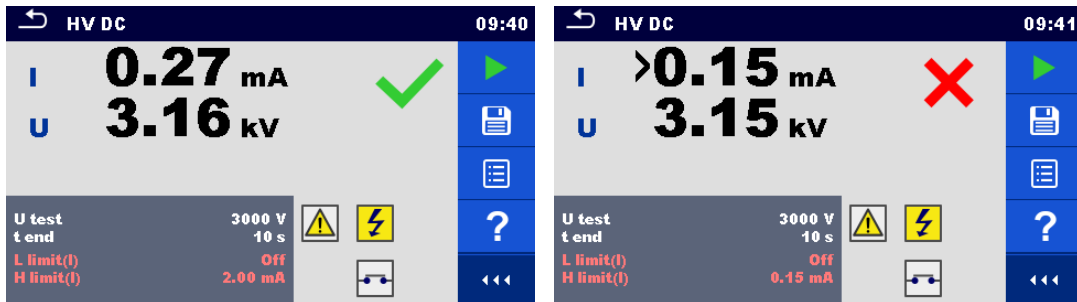 HV DC 09:40
I 0.27 mA
U 3.16 kV
U test 3000 V
t end 10 s
L limit(I) Off
H limit(I) 2.00 mA
?
HV DC 09:41
I >0.15 mA
U 3.15 kV
U test 3000 V
t end 10 s
L limit(I) Off
H limit(I) 0.15 mA
?